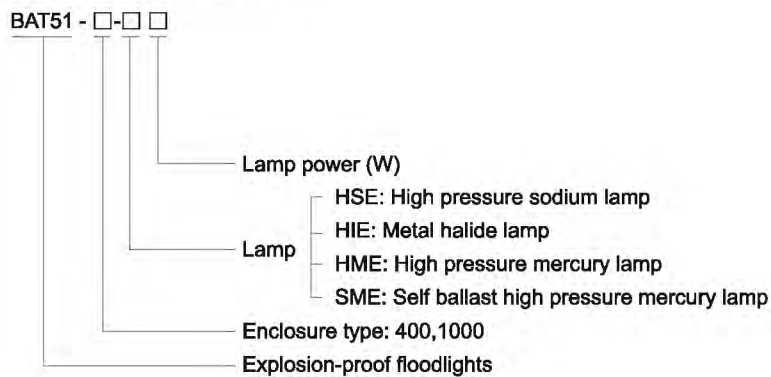 BAT51 - □-□ □
Lamp power (W)
HSE: High pressure sodium lamp
HIE: Metal halide lamp
Lamp
HME: High pressure mercury lamp
SME: Self ballast high pressure mercury lamp
Enclosure type: 400,1000
Explosion-proof floodlights